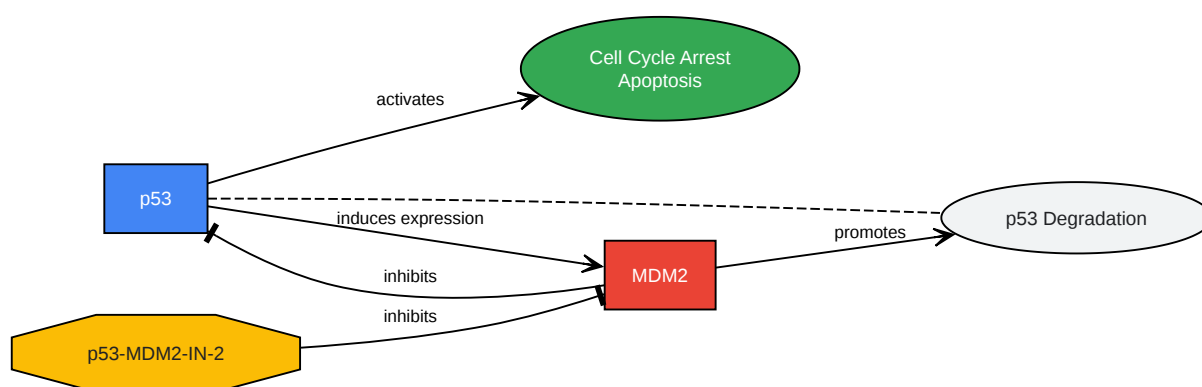 Cell Cycle Arrest
Apoptosis
activates
p53
induces expression
p53 Degradation
promotes
MDM2
inhibits
inhibits
p53-MDM2-IN-2